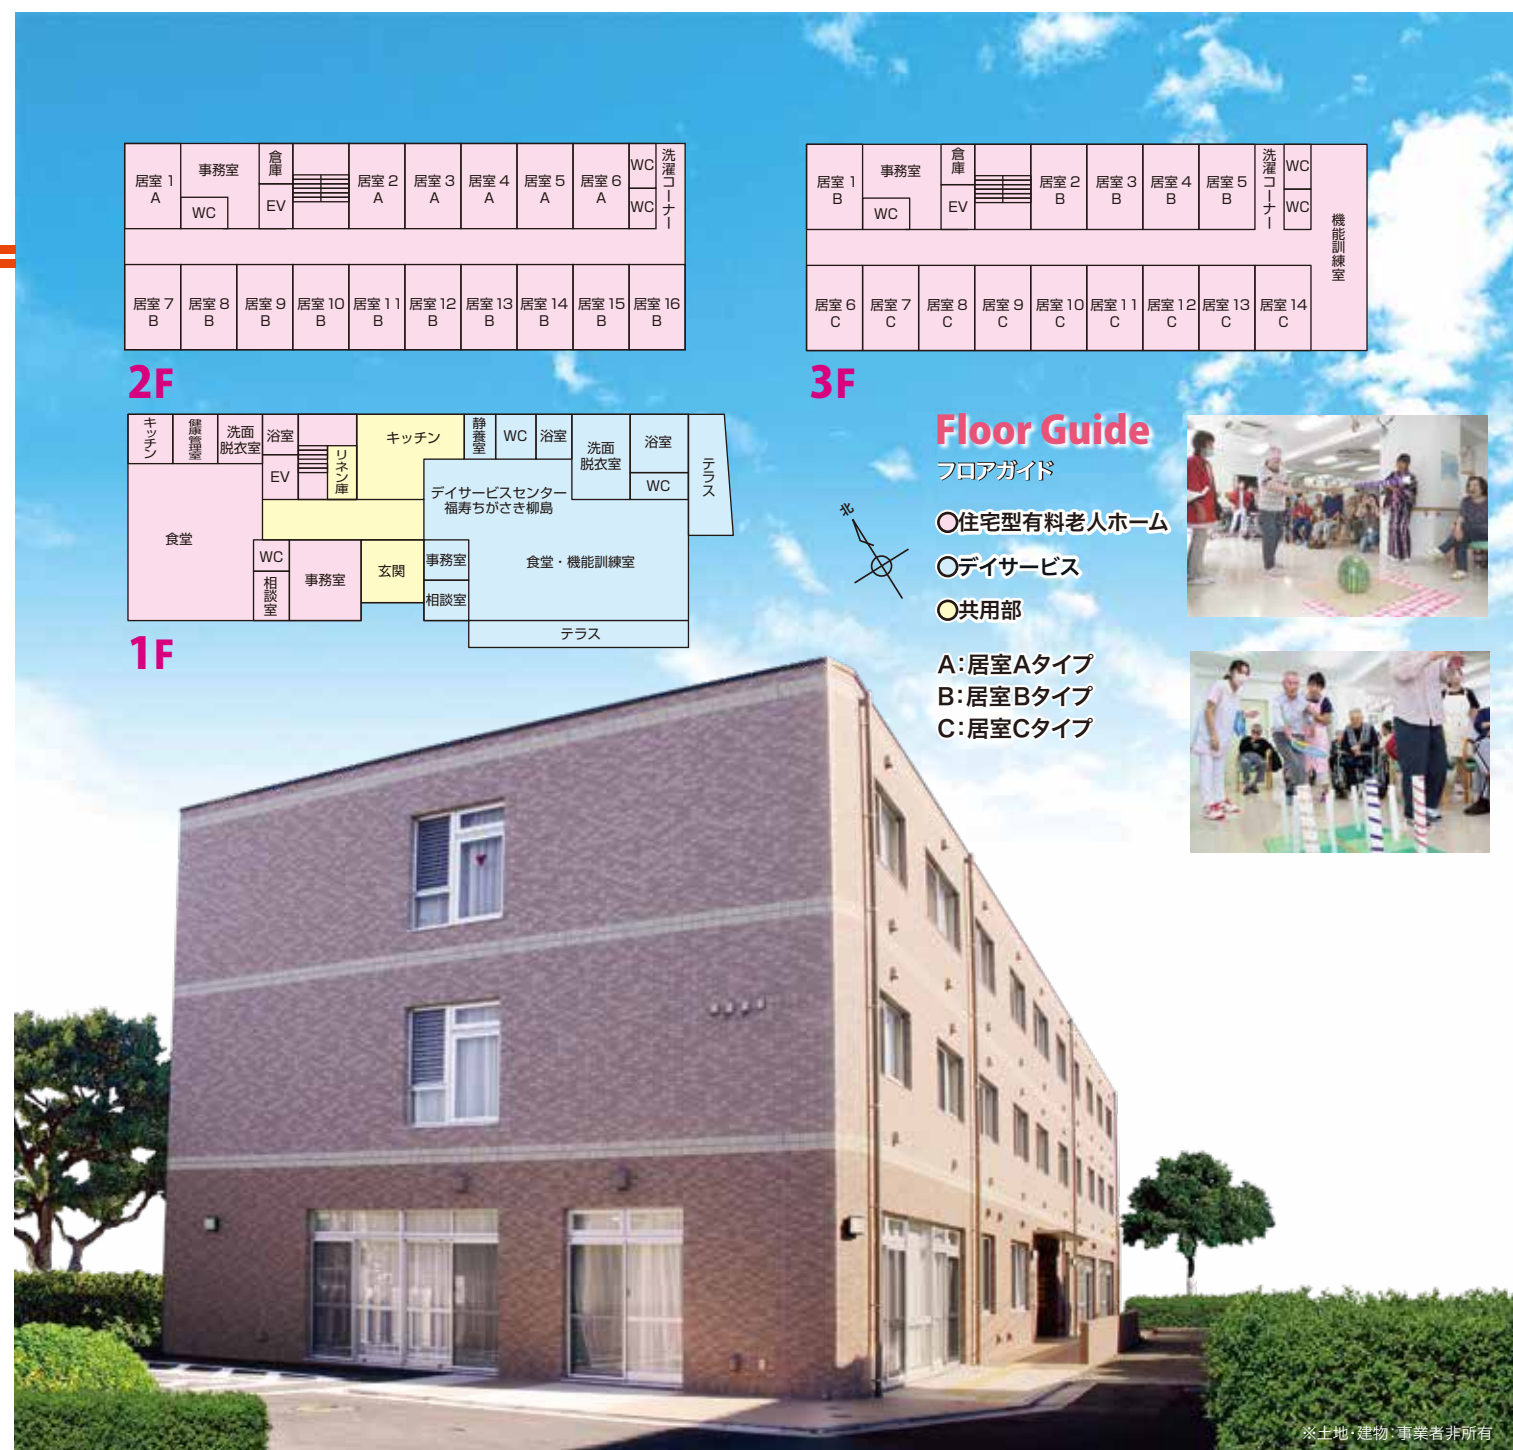 居室 1
A
事務室
WC
倉庫
EV
居室 2
A
居室 3
A
居室 4
A
居室 5
A
居室 6
A
WC
WC
洗濯コーナー
居室 7
B
居室 8
B
居室 9
B
居室 10
B
居室 11
B
居室 12
B
居室 13
B
居室 14
B
居室 15
B
居室 16
B
2F
居室 1
B
事務室
WC
倉庫
EV
居室 2
B
居室 3
B
居室 4
B
居室 5
B
洗濯コーナー
WC
WC
機能訓練室
居室 6
C
居室 7
C
居室 8
C
居室 9
C
居室 10
C
居室 11
C
居室 12
C
居室 13
C
居室 14
C
3F
キッチン
健康管理室
洗面
脱衣室
浴室
EV
リネン庫
キッチン
静養室
WC
浴室
洗面
脱衣室
浴室
WC
テラス
デイサービスセンター
福寿ちがさき柳島
食堂
WC
相談室
事務室
玄関
事務室
相談室
食堂・機能訓練室
テラス
1F
Floor Guide
フロアガイド
北
住宅型有料老人ホーム
デイサービス
共用部
A：居室Aタイプ
B：居室Bタイプ
C：居室Cタイプ
※土地・建物：事業者非所有